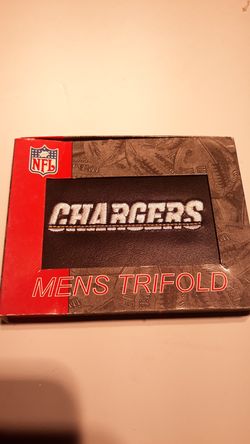 NFL
CHARGERS
MENS TRIFOLD